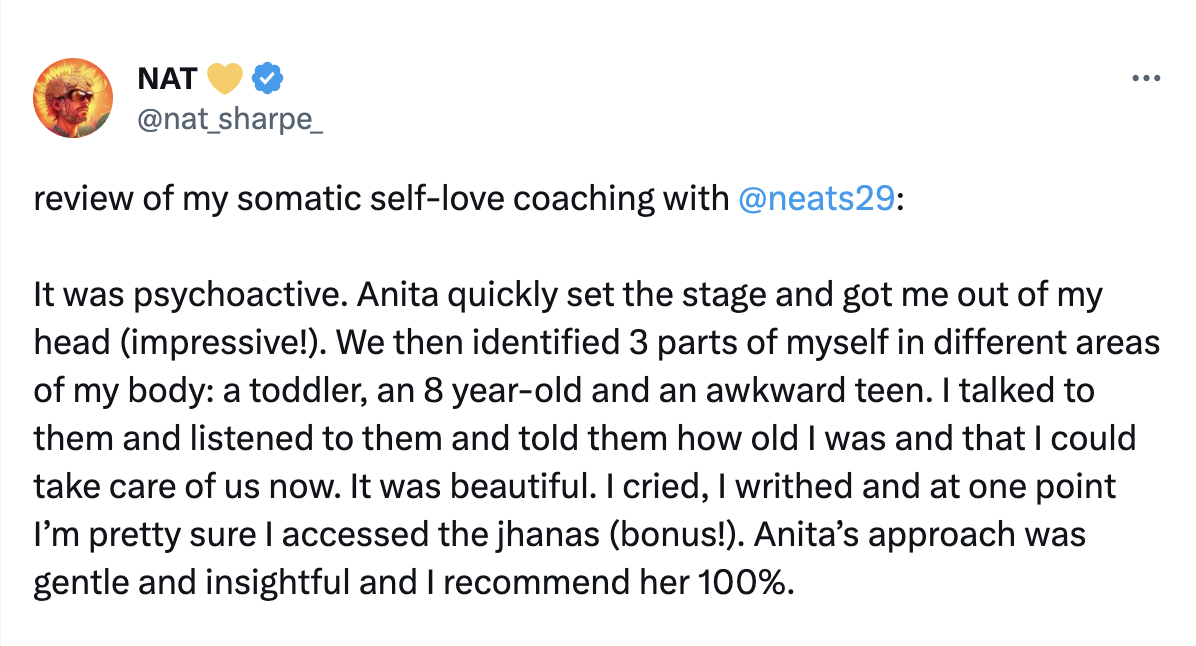 NAT 💛
@nat_sharpe_
review of my somatic self-love coaching with @neats29:
It was psychoactive. Anita quickly set the stage and got me out of my
head (impressive!). We then identified 3 parts of myself in different areas
of my body: a toddler, an 8 year-old and an awkward teen. I talked to
them and listened to them and told them how old I was and that I could
take care of us now. It was beautiful. I cried, I writhed and at one point
I’m pretty sure I accessed the jhanas (bonus!). Anita’s approach was
gentle and insightful and I recommend her 100%.